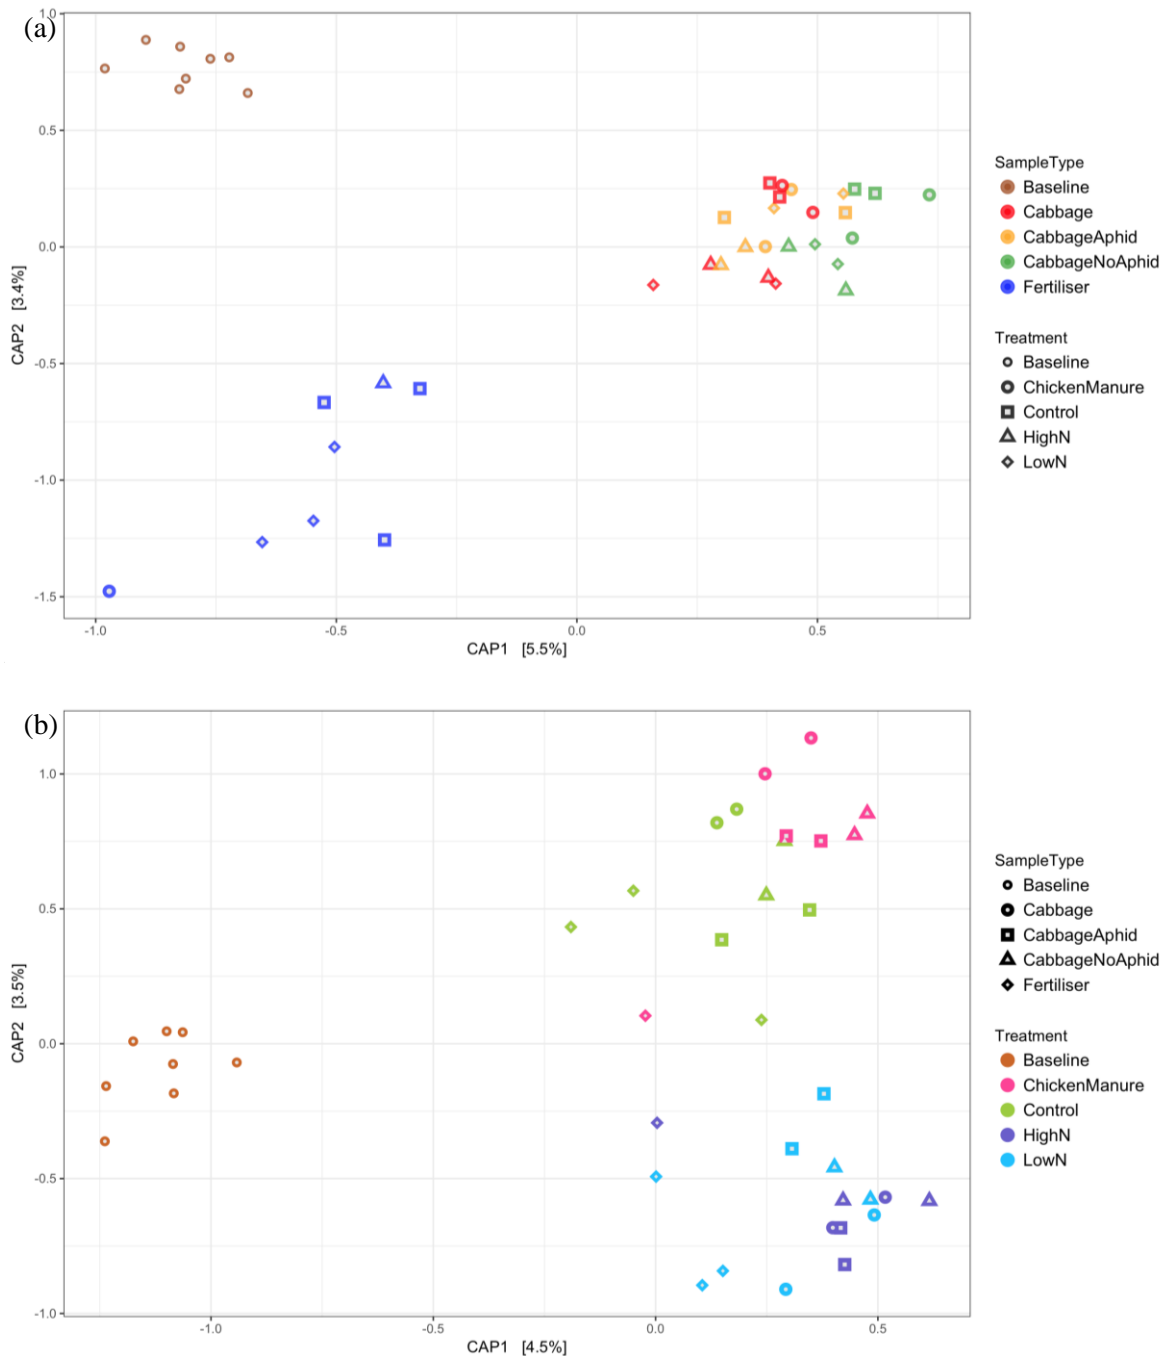 (a)
1.0
0.5
0.0
-0.5
-1.0
-1.5
CAP2 [3.4%]
-1.0 -0.5 0.0 0.5
CAP1 [5.5%]
SampleType
Baseline
Cabbage
CabbageAphid
CabbageNoAphid
Fertiliser
Treatment
Baseline
ChickenManure
Control
HighN
LowN
(b)
1.0
0.5
0.0
-0.5
-1.0
CAP2 [3.5%]
-1.0 -0.5 0.0 0.5
CAP1 [4.5%]
SampleType
Baseline
Cabbage
CabbageAphid
CabbageNoAphid
Fertiliser
Treatment
Baseline
ChickenManure
Control
HighN
LowN